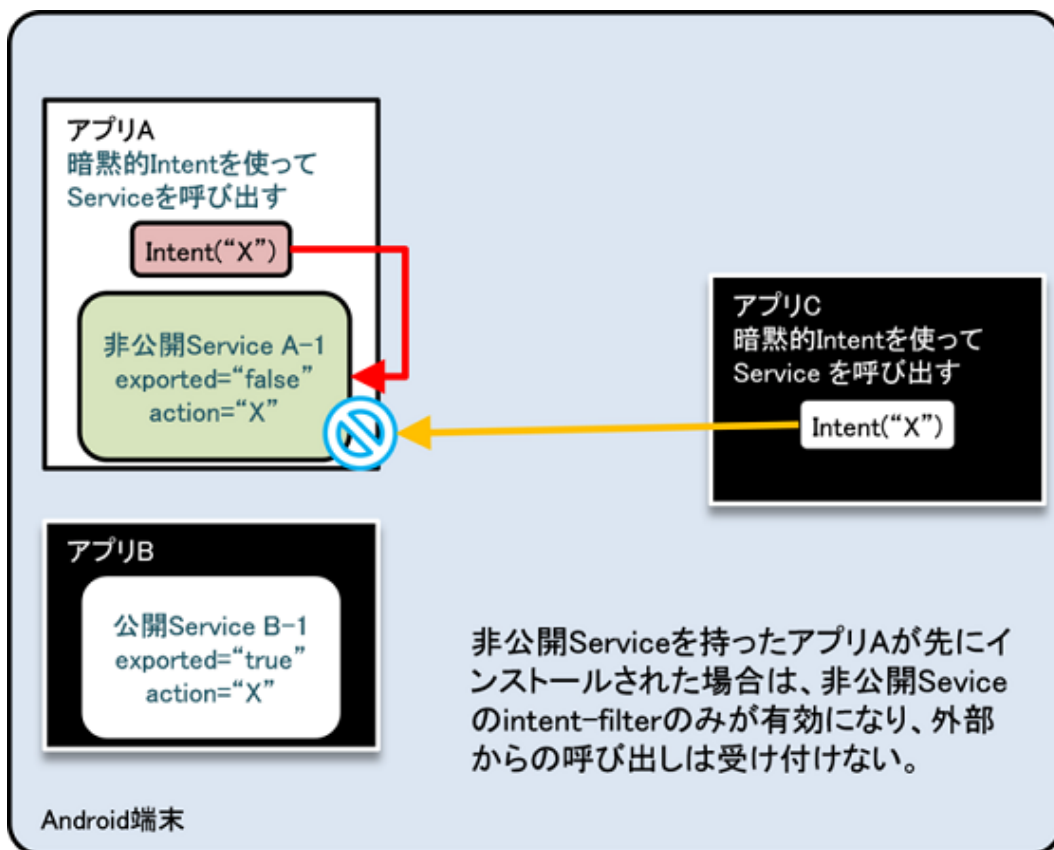 アプリA
暗黙的Intentを使って
Serviceを呼び出す
Intent(“X”)
非公開Service A-1
exported=“false”
action=“X”
アプリC
暗黙的Intentを使って
Service を呼び出す
Intent(“X”)
アプリB
公開Service B-1
exported=“true”
action=“X”
非公開Serviceを持ったアプリAが先にイ
ンストールされた場合は、非公開Sevice
のintent-filterのみが有効になり、外部
からの呼び出しは受け付けない。
Android端末